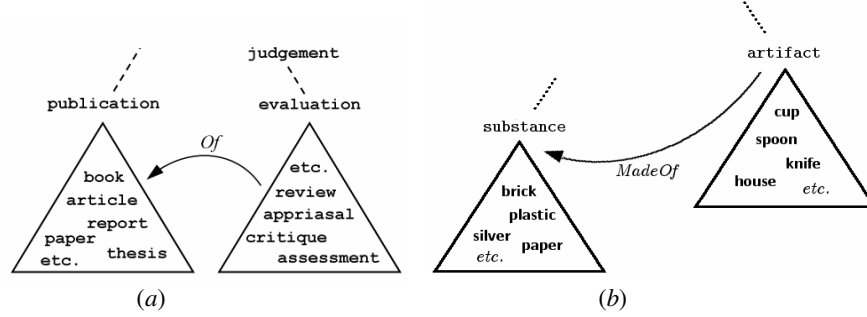 judgement
publication
evaluation
Of
book
article
report
paper
thesis
etc.
etc.
review
appriasal
critique
assessment
(a)
artifact
substance
MadeOf
cup
spoon
knife
house
etc.
brick
plastic
silver
paper
etc.
(b)